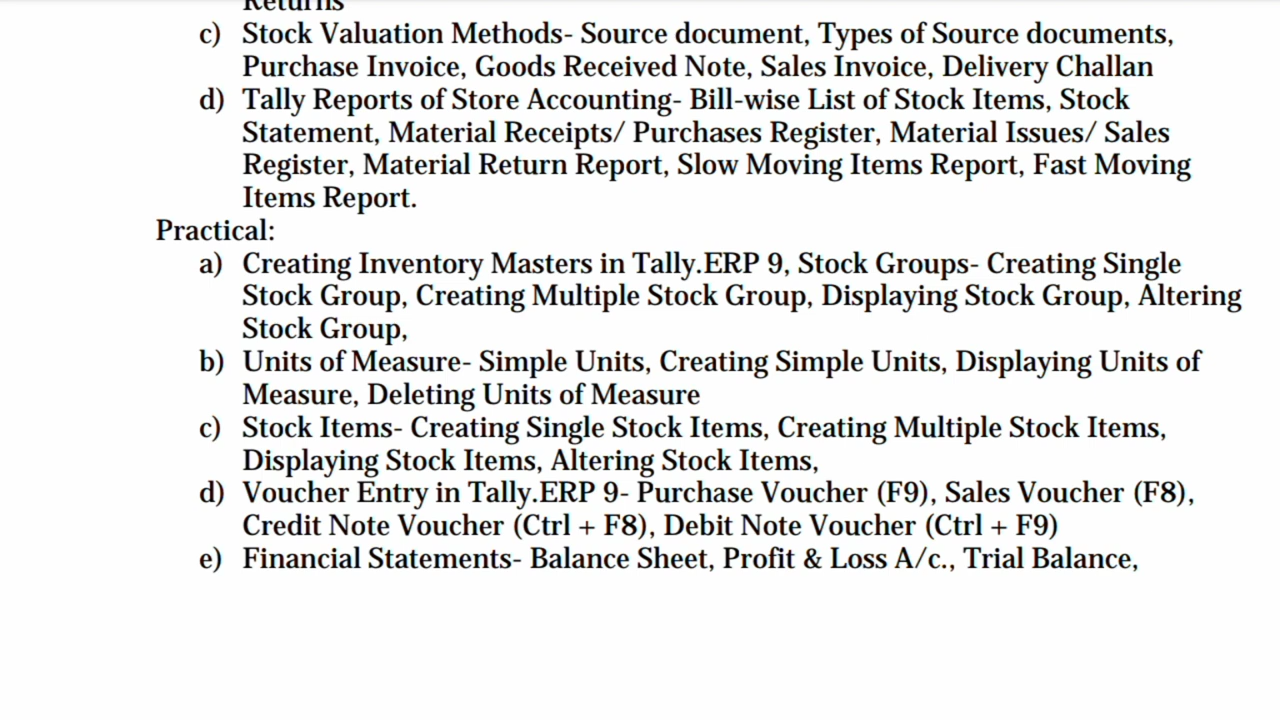 Returns
c) Stock Valuation Methods- Source document, Types of Source documents,
Purchase Invoice, Goods Received Note, Sales Invoice, Delivery Challan
d) Tally Reports of Store Accounting- Bill-wise List of Stock Items, Stock
Statement, Material Receipts/ Purchases Register, Material Issues/ Sales
Register, Material Return Report, Slow Moving Items Report, Fast Moving
Items Report.
Practical:
a) Creating Inventory Masters in Tally.ERP 9, Stock Groups- Creating Single
Stock Group, Creating Multiple Stock Group, Displaying Stock Group, Altering
Stock Group,
b) Units of Measure- Simple Units, Creating Simple Units, Displaying Units of
Measure, Deleting Units of Measure
c) Stock Items- Creating Single Stock Items, Creating Multiple Stock Items,
Displaying Stock Items, Altering Stock Items,
d) Voucher Entry in Tally.ERP 9- Purchase Voucher (F9), Sales Voucher (F8),
Credit Note Voucher (Ctrl + F8), Debit Note Voucher (Ctrl + F9)
e) Financial Statements- Balance Sheet, Profit & Loss A/c., Trial Balance,